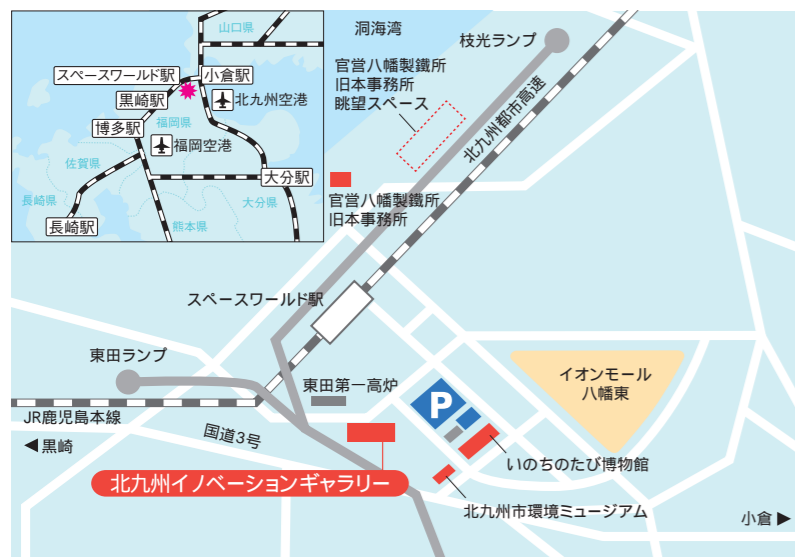 山口県
スペースワールド駅
小倉駅
黒崎駅
北九州空港
博多駅
福岡県
福岡空港
佐賀県
大分駅
長崎県
大分県
長崎駅
熊本県
洞海湾
枝光ランプ
官営八幡製鐵所
旧本事務所
眺望スペース
北九州都市高速
官営八幡製鐵所
旧本事務所
スペースワールド駅
東田ランプ
東田第一高炉
イオンモール
八幡東
P
JR鹿児島本線
国道3号
◀黒崎
いのちのたび博物館
北九州イノベーションギャラリー
北九州市環境ミュージアム
小倉▶